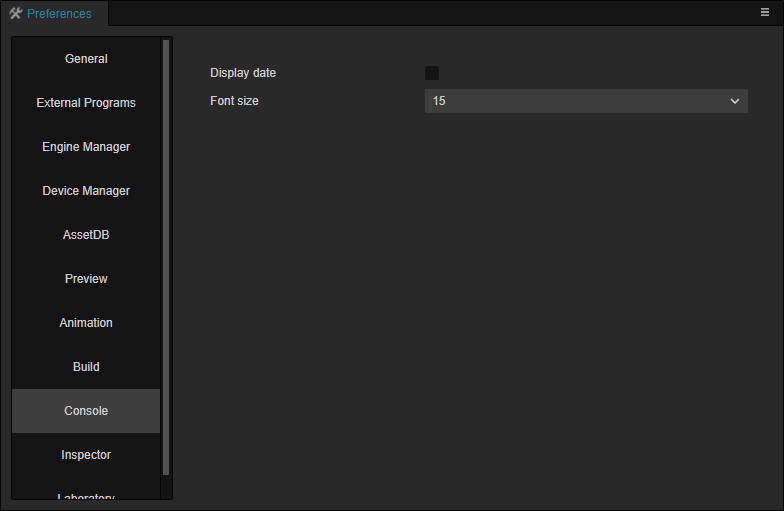 Preferences
General
External Programs
Engine Manager
Device Manager
AssetDB
Preview
Animation
Build
Console
Inspector
Laboratory
Display date
Font size
15